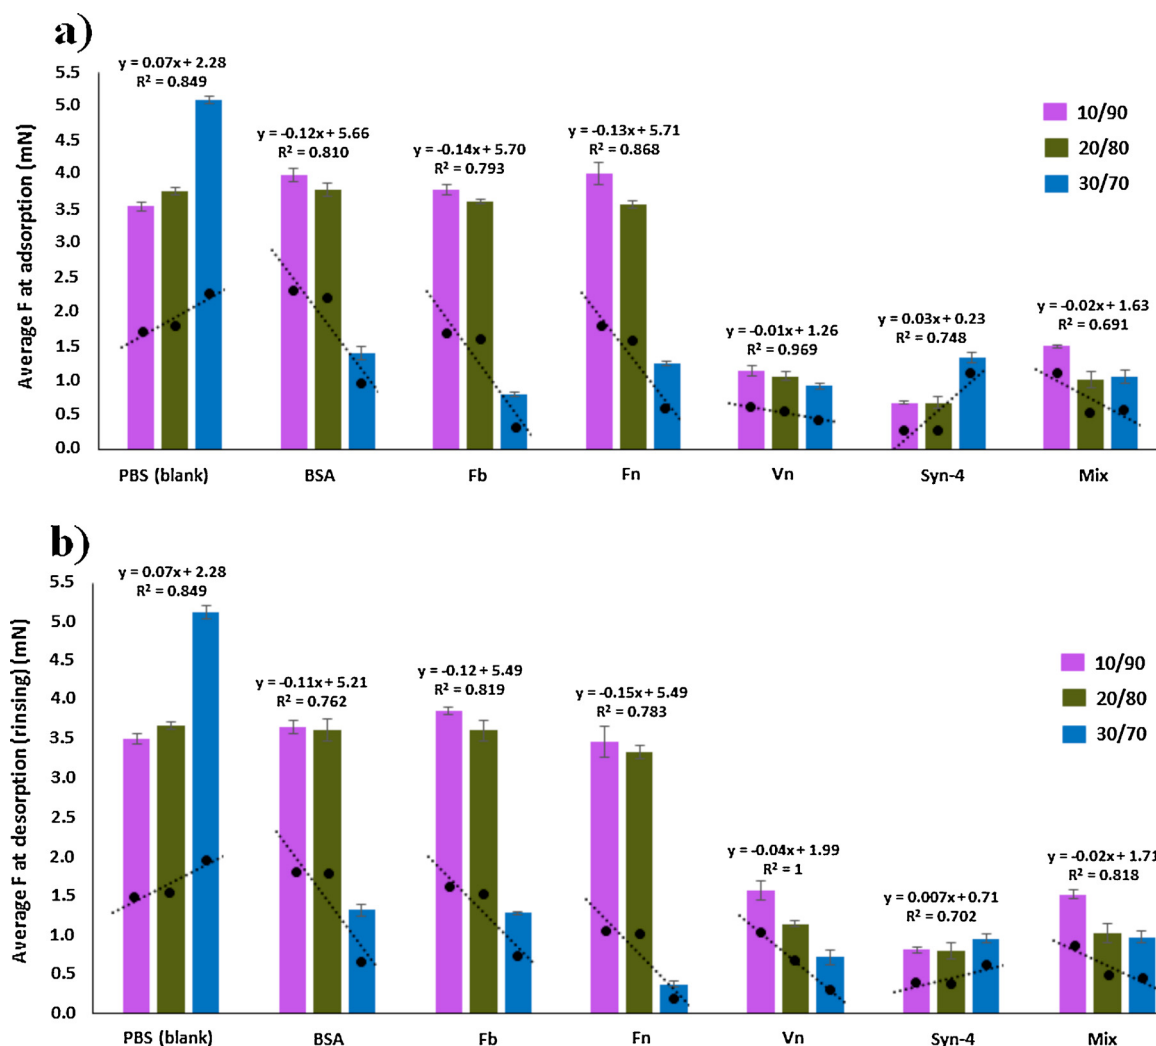 a)
y = 0.07x + 2.28
R² = 0.849
y = -0.12x + 5.66
R² = 0.810
y = -0.14x + 5.70
R² = 0.793
y = -0.13x + 5.71
R² = 0.868
y = -0.01x + 1.26
R² = 0.969
y = 0.03x + 0.23
R² = 0.748
y = -0.02x + 1.63
R² = 0.691
10/90
20/80
30/70
Average F at adsorption (mN)
5.5
5.0
4.5
4.0
3.5
3.0
2.5
2.0
1.5
1.0
0.5
0.0
PBS (blank) BSA Fb Fn Vn Syn-4 Mix
b)
y = 0.07x + 2.28
R² = 0.849
y = -0.11x + 5.21
R² = 0.762
y = -0.12 + 5.49
R² = 0.819
y = -0.15x + 5.49
R² = 0.783
y = -0.04x + 1.99
R² = 1
y = 0.007x + 0.71
R² = 0.702
y = -0.02x + 1.71
R² = 0.818
10/90
20/80
30/70
Average F at desorption (rinsing) (mN)
5.5
5.0
4.5
4.0
3.5
3.0
2.5
2.0
1.5
1.0
0.5
0.0
PBS (blank) BSA Fb Fn Vn Syn-4 Mix